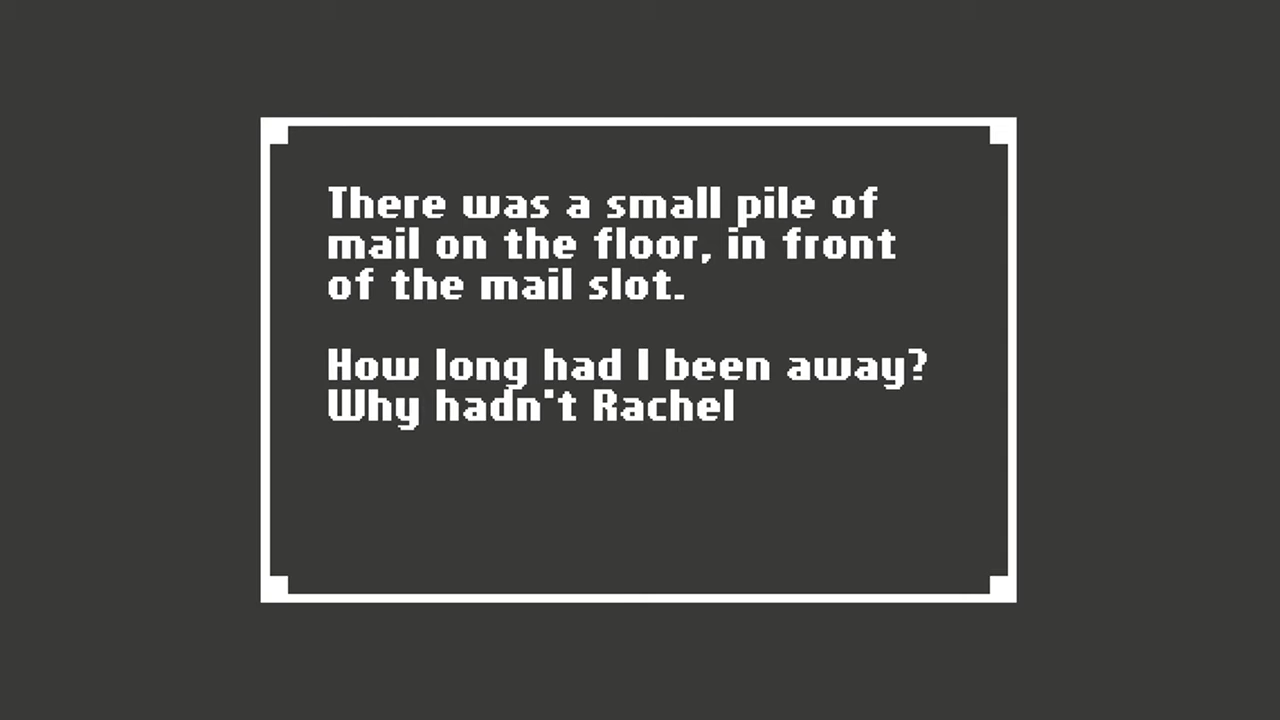 There was a small pile of
mail on the floor, in front
of the mail slot.
How long had I been away?
Why hadn't Rachel